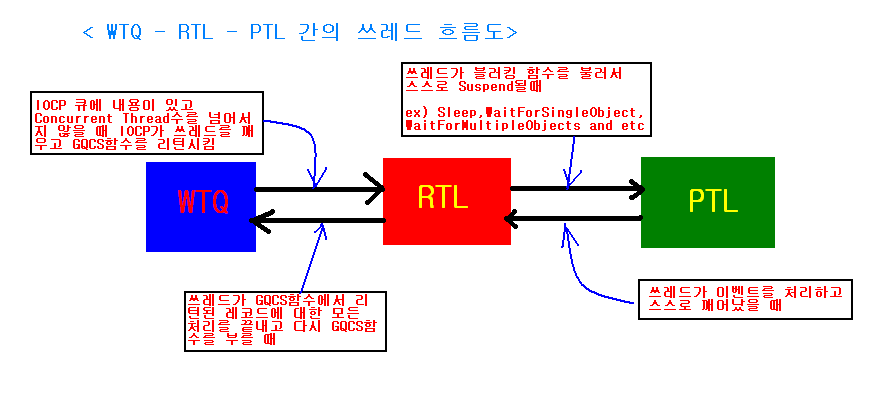 < WTQ - RTL - PTL 간의 쓰레드 흐름도>
쓰레드가 블러킹 함수를 불러서
스스로 Suspend될때
ex) Sleep,WaitForSingleObject,
WaitForMultipleObjects and etc
IOCP 큐에 내용이 있고
Concurrent Thread수를 넘어서
지 않을 때 IOCP가 쓰레드를 깨
우고 GQCS함수를 리턴시킴
WTQ
RTL
PTL
쓰레드가 GQCS함수에서 리
턴된 레코드에 대한 모든
처리를 끝내고 다시 GQCS함
수를 부를 때
쓰레드가 이벤트를 처리하고
스스로 깨어났을 때